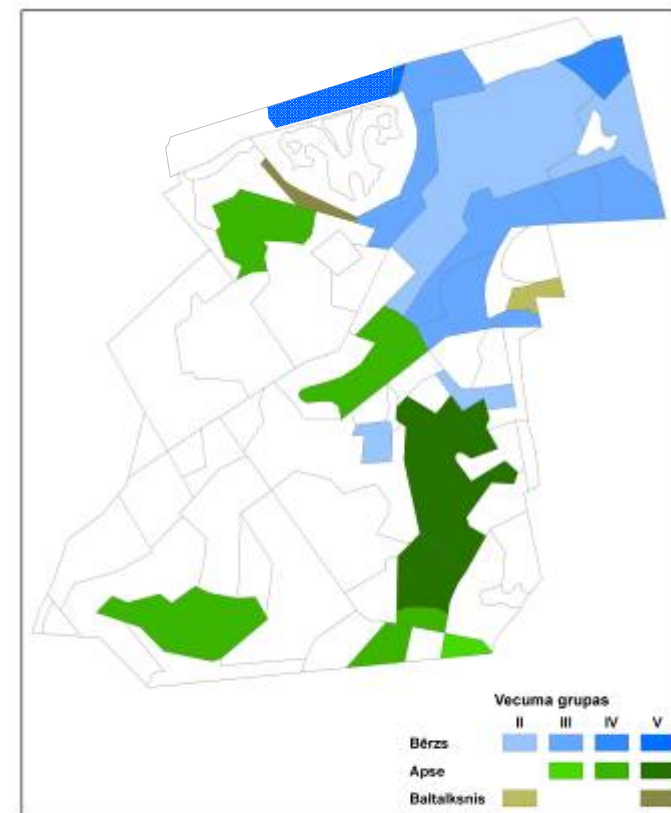 Vecuma grupas
II III IV V
Bērzs
Apse
Baltalksnis